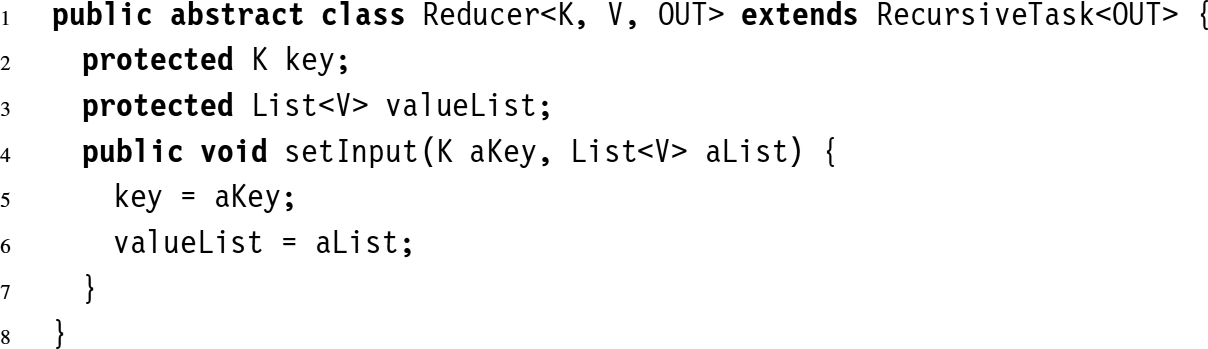 1 public abstract class Reducer<K, V, OUT> extends RecursiveTask<OUT> {
2 protected K key;
3 protected List<V> valueList;
4 public void setInput(K aKey, List<V> aList) {
5 key = aKey;
6 valueList = aList;
7 }
8 }